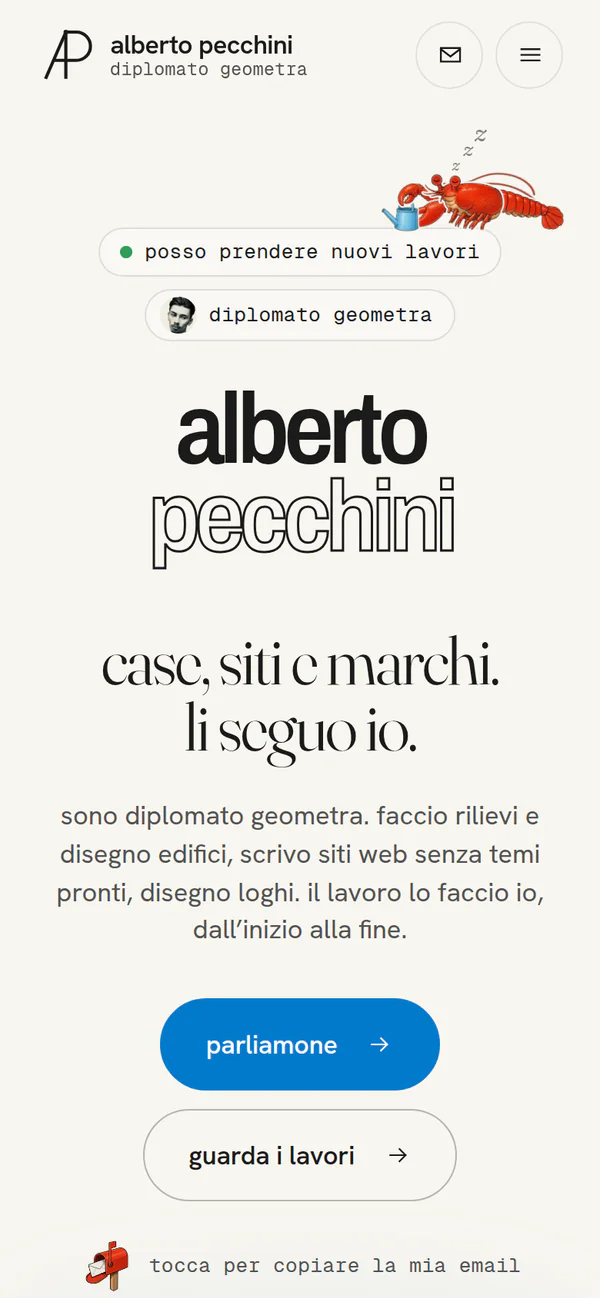 AP
alberto pecchini
diplomato geometra
z z z
posso prendere nuovi lavori
diplomato geometra
alberto
pecchini
case, siti e marchi.
li seguo io.
sono diplomato geometra. faccio rilievi e
disegno edifici, scrivo siti web senza temi
pronti, disegno loghi. il lavoro lo faccio io,
dall’inizio alla fine.
parliamone →
guarda i lavori →
tocca per copiare la mia email